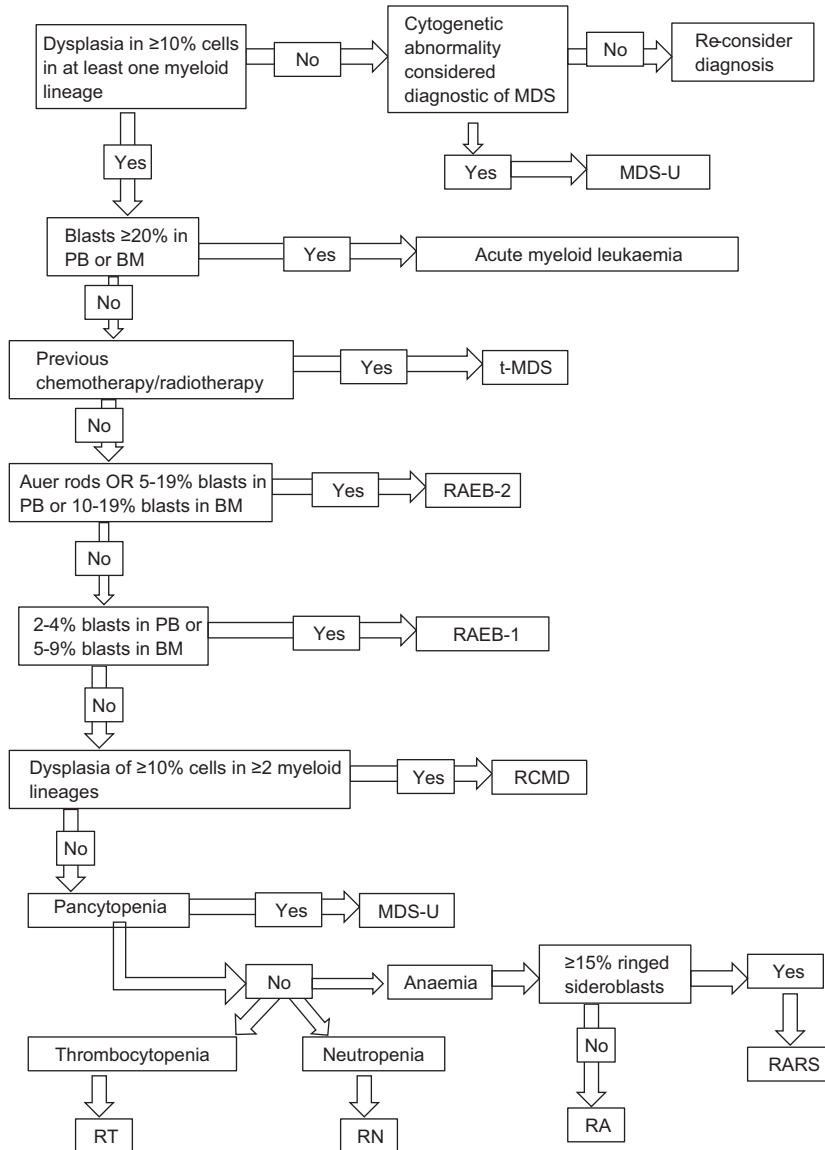 Dysplasia in ≥10% cells
in at least one myeloid
lineage
No
Cytogenetic
abnormality
considered
diagnostic of MDS
No
Re-consider
diagnosis
Yes
Yes
MDS-U
Blasts ≥20% in
PB or BM
Yes
Acute myeloid leukaemia
No
Previous
chemotherapy/radiotherapy
Yes
t-MDS
No
Auer rods OR 5-19% blasts in
PB or 10-19% blasts in BM
Yes
RAEB-2
No
2-4% blasts in PB or
5-9% blasts in BM
Yes
RAEB-1
No
Dysplasia of ≥10% cells in ≥2 myeloid
lineages
Yes
RCMD
No
Pancytopenia
Yes
MDS-U
No
Anaemia
≥15% ringed
sideroblasts
Yes
No
Thrombocytopenia
Neutropenia
RARS
RT
RN
RA